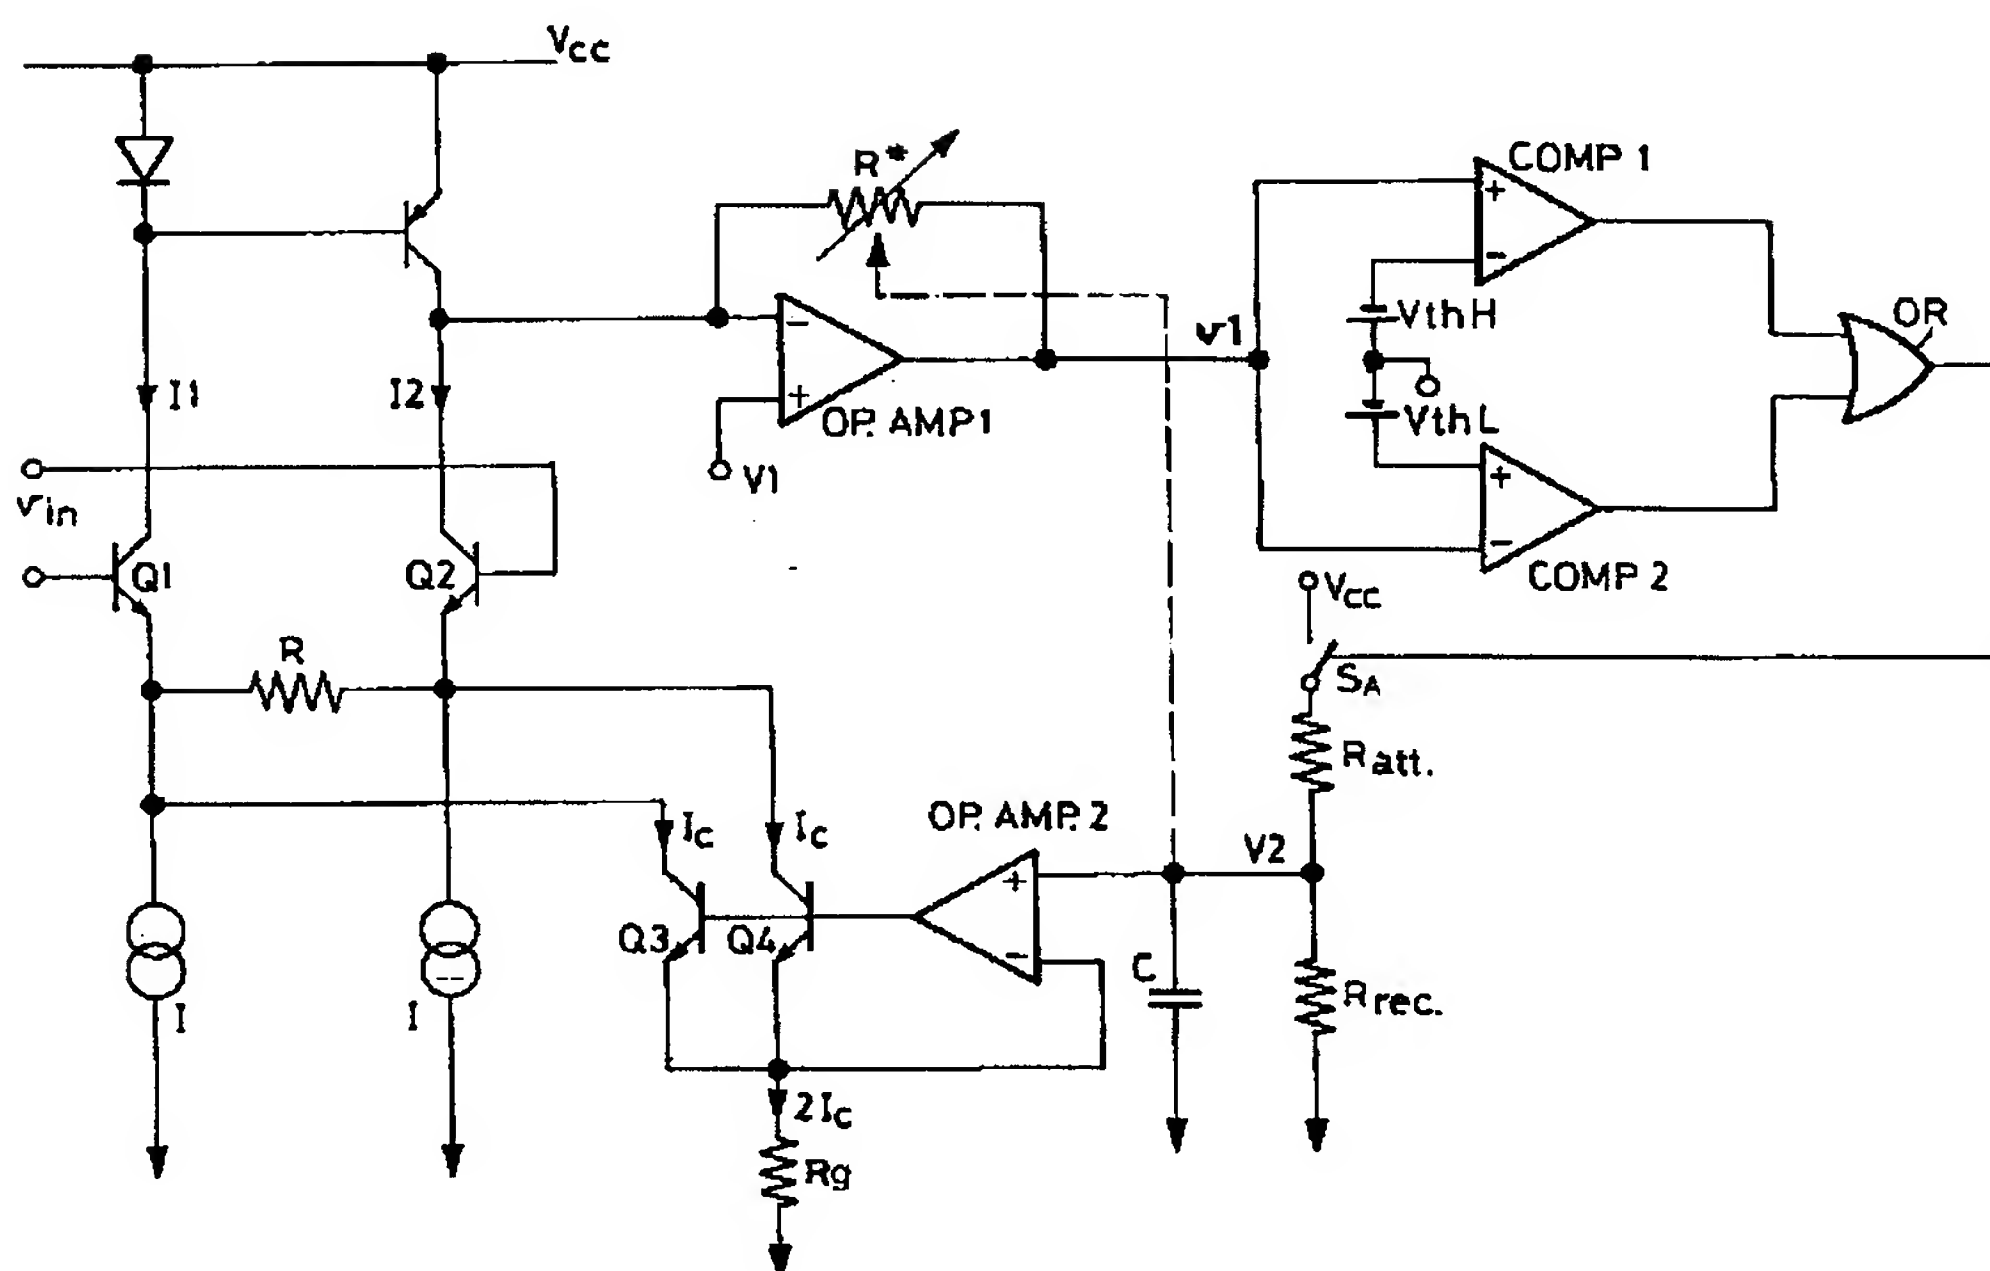 Vcc
R*
COMP 1
VthH
OR
v1
I1
I2
OP. AMP1
VthL
V1
vin
Q1
Q2
COMP 2
Vcc
SA
R
Ratt.
Ic
Ic
OP. AMP. 2
V2
Q3
Q4
C
Rrec.
I
I
2Ic
Rg